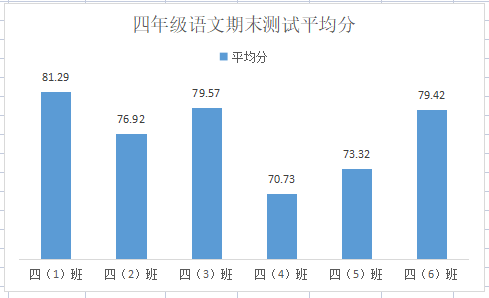 四年级语文期末测试平均分
平均分
81.29
76.92
79.57
70.73
73.32
79.42
四（1）班
四（2）班
四（3）班
四（4）班
四（5）班
四（6）班